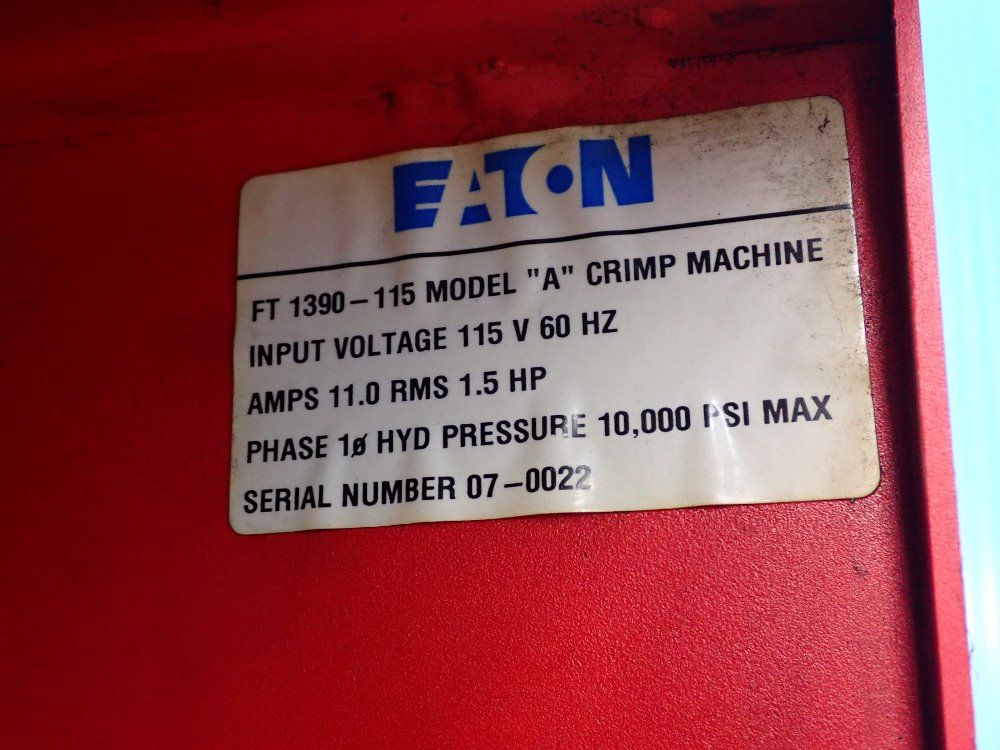 EATON
FT 1390-115 MODEL "A" CRIMP MACHINE
INPUT VOLTAGE 115 V 60 HZ
AMPS 11.0 RMS 1.5 HP
PHASE 1ø HYD PRESSURE 10,000 PSI MAX
SERIAL NUMBER 07-0022